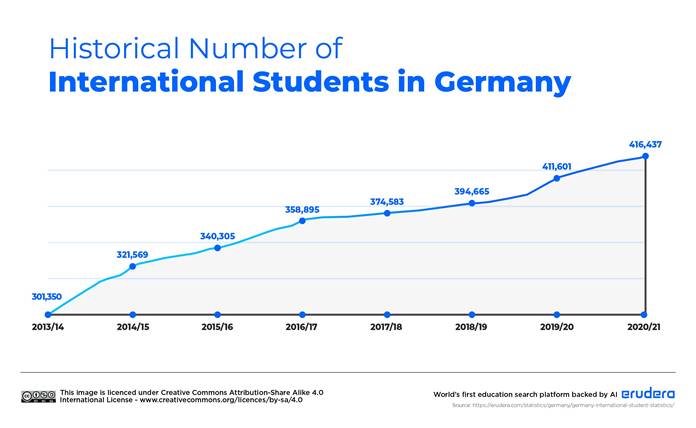 Historical Number of
International Students in Germany
416,437
411,601
394,665
374,583
358,895
340,305
321,569
301,350
2013/14 2014/15 2015/16 2016/17 2017/18 2018/19 2019/20 2020/21
This image is licenced under Creative Commons Attribution-Share Alike 4.0
International License - www.creativecommons.org/licences/by-sa/4.0
World's first education search platform backed by AI erudera
Source: https://erudera.com/statistics/germany/germany-international-student-statistics/